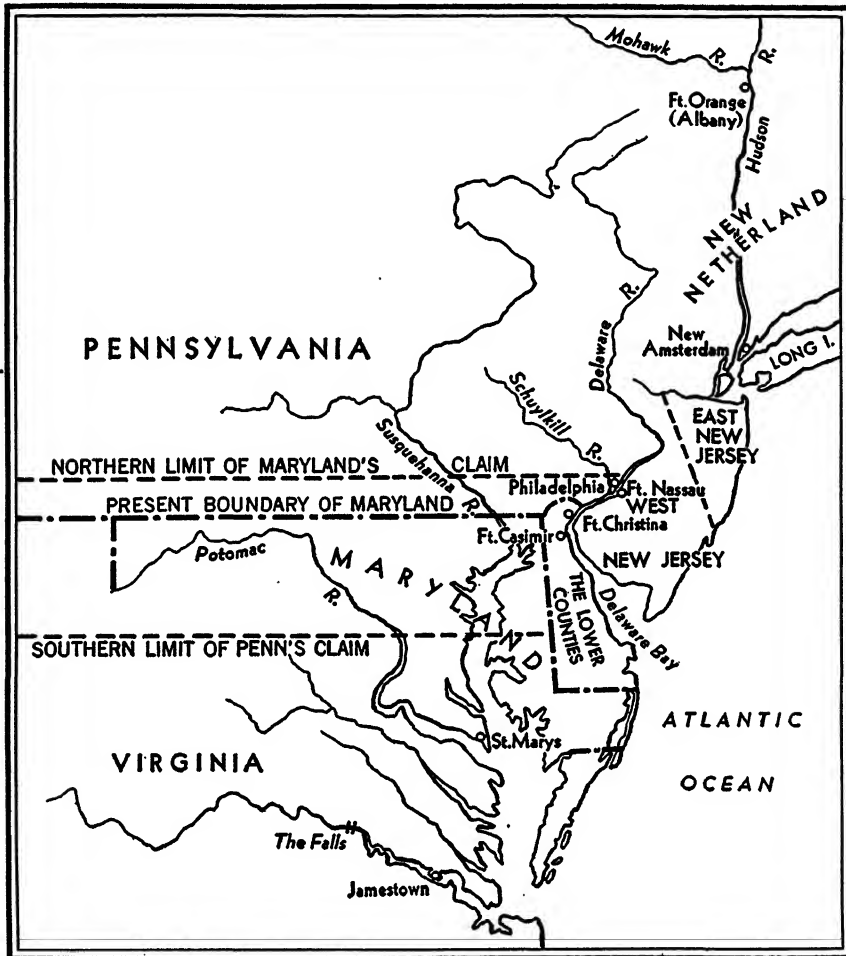 Mohawk R.
R.
Ft. Orange
(Albany)
Hudson
NEW
NETHERLAND
PENNSYLVANIA
Delaware R.
New
Amsterdam
LONG I.
Schuylkill R.
EAST
NEW
JERSEY
Susquehanna R.
NORTHERN LIMIT OF MARYLAND'S CLAIM
Philadelphia
Ft. Nassau
WEST
NEW JERSEY
PRESENT BOUNDARY OF MARYLAND
Ft. Christina
Ft. Casimir
Potomac R.
MARYLAND
THE LOWER
COUNTIES
Delaware Bay
SOUTHERN LIMIT OF PENN'S CLAIM
St. Marys
ATLANTIC
OCEAN
VIRGINIA
The Falls
Jamestown